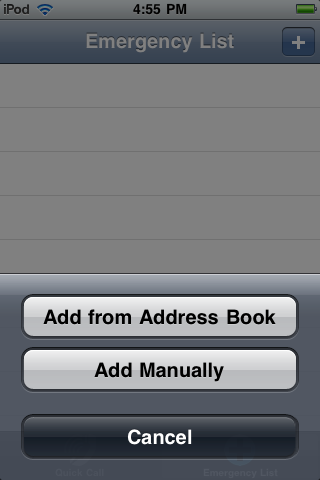 iPod 4:55 PM
Emergency List
+
Add from Address Book
Add Manually
Cancel
Quick Call Emergency List